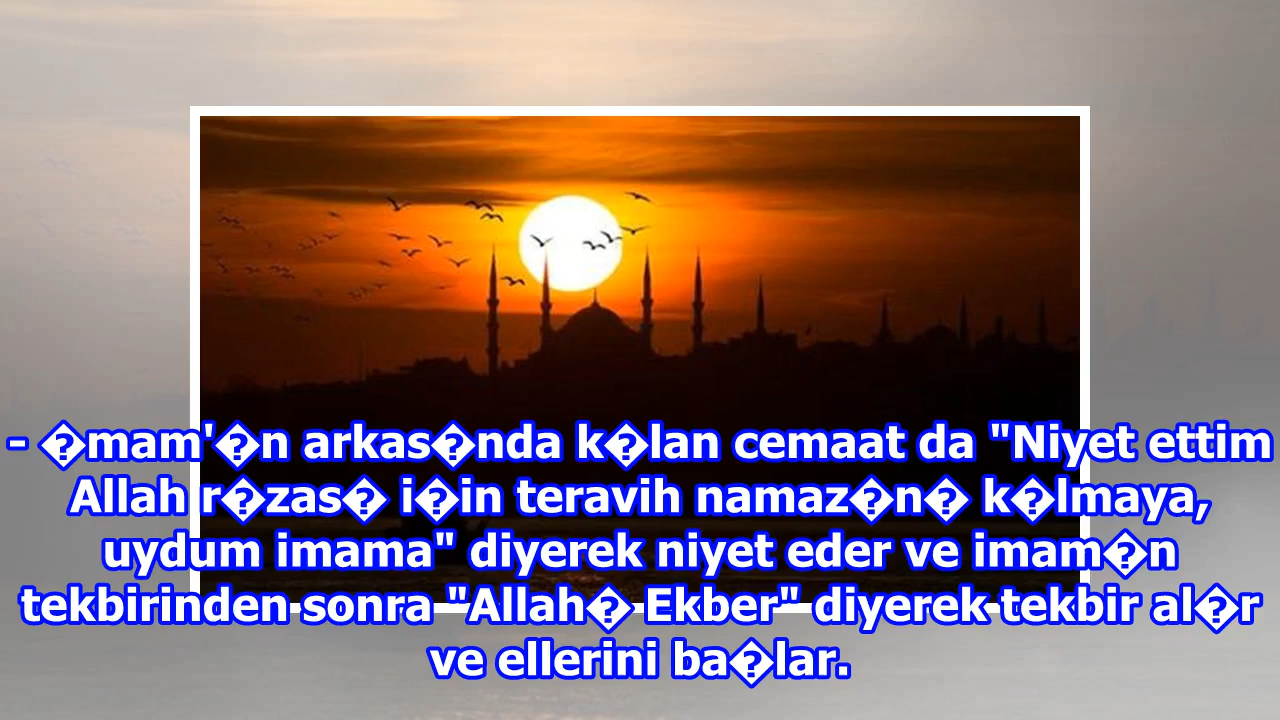 - �mam'�n arkas�nda k�lan cemaat da "Niyet ettim
Allah r�zas� i�in teravih namaz�n� k�lmaya,
uydum imama" diyerek niyet eder ve imam�n
tekbirinden sonra "Allah� Ekber" diyerek tekbir al�r
ve ellerini ba�lar.